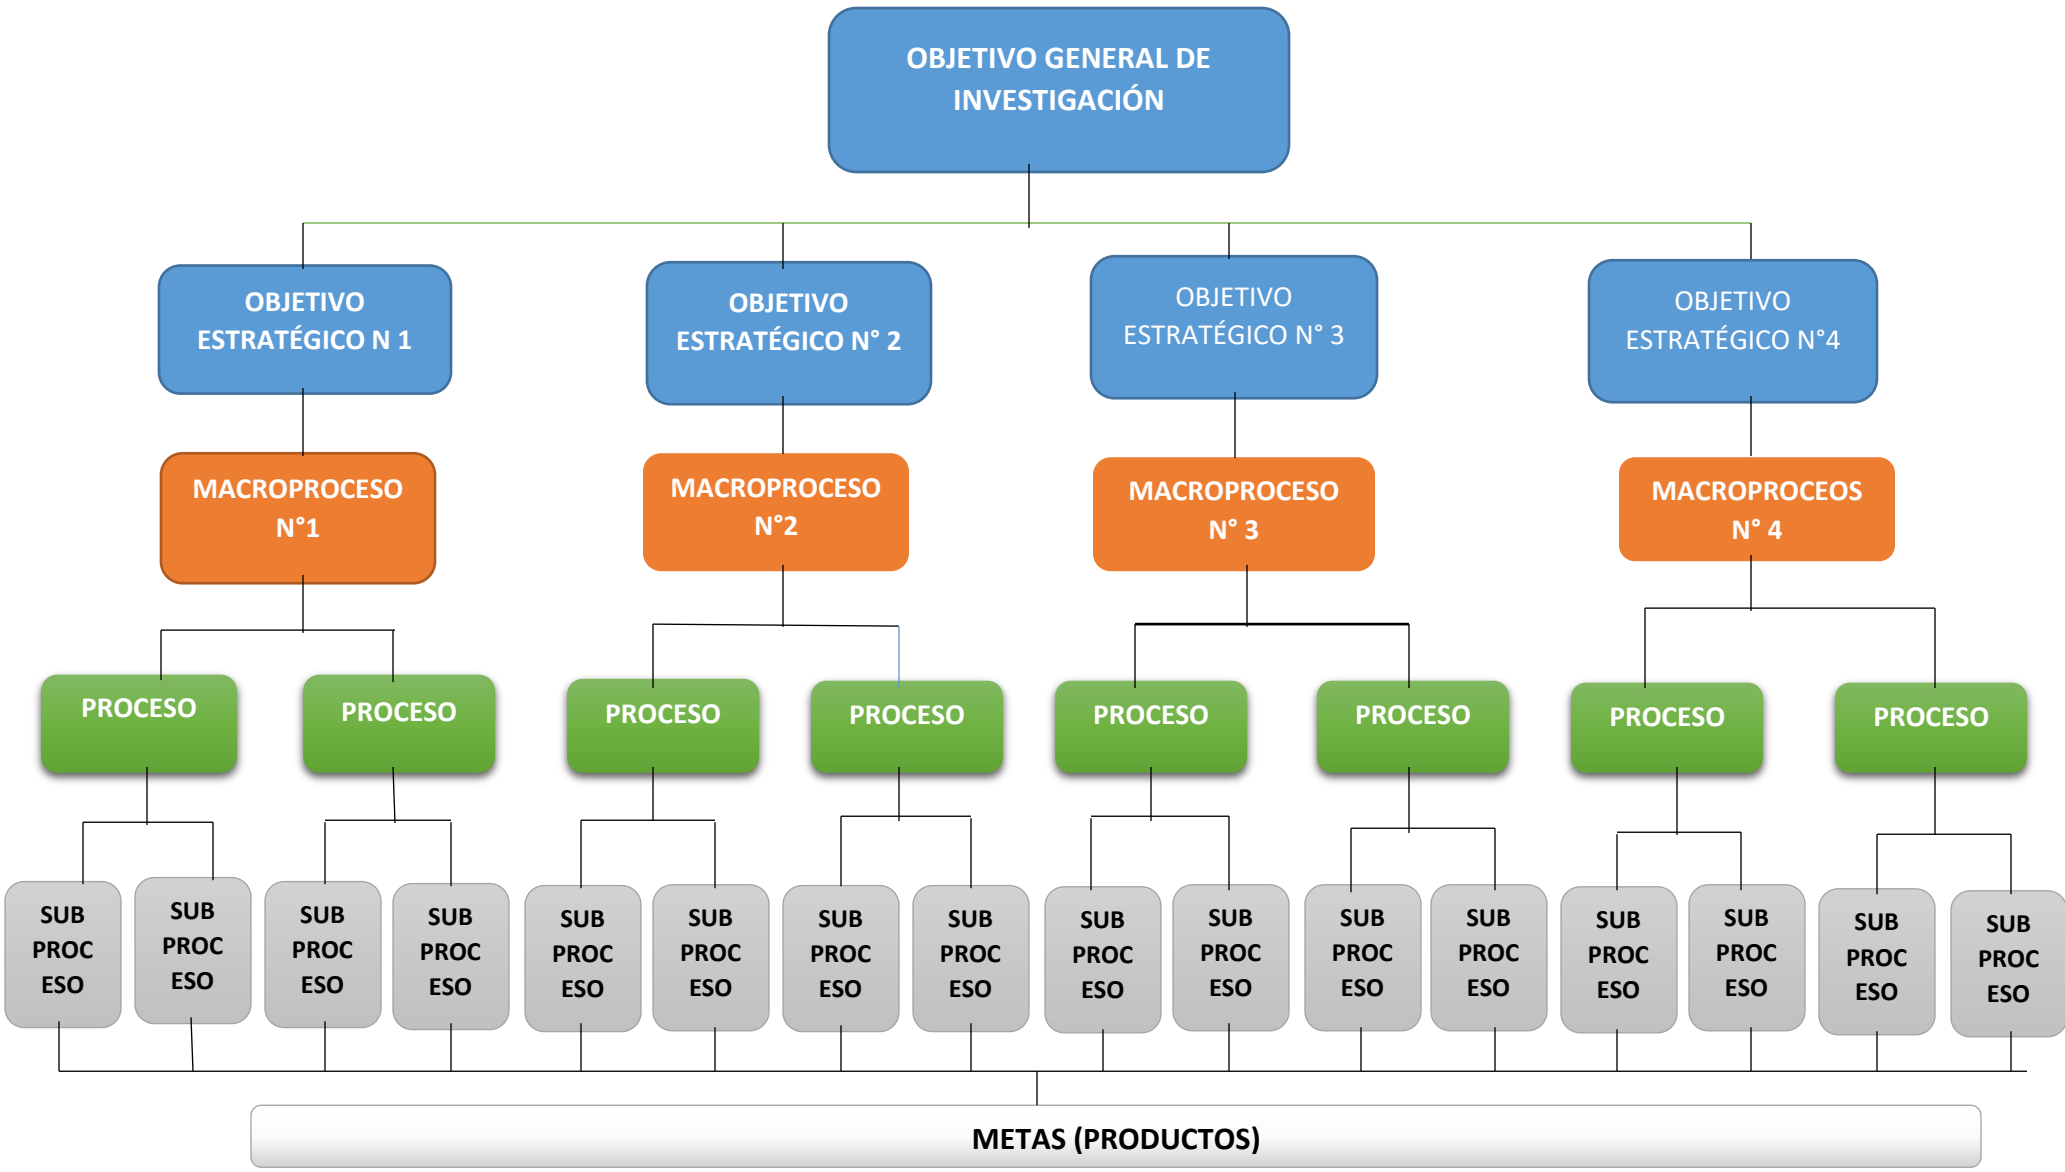 OBJETIVO GENERAL DE
INVESTIGACIÓN
OBJETIVO
ESTRATÉGICO N 1
OBJETIVO
ESTRATÉGICO N° 2
OBJETIVO
ESTRATÉGICO N° 3
OBJETIVO
ESTRATÉGICO N°4
MACROPROCESO
N°1
MACROPROCESO
N°2
MACROPROCESO
N° 3
MACROPROCEOS
N° 4
PROCESO
PROCESO
PROCESO
PROCESO
PROCESO
PROCESO
PROCESO
PROCESO
SUB
PROC
ESO
SUB
PROC
ESO
SUB
PROC
ESO
SUB
PROC
ESO
SUB
PROC
ESO
SUB
PROC
ESO
SUB
PROC
ESO
SUB
PROC
ESO
SUB
PROC
ESO
SUB
PROC
ESO
SUB
PROC
ESO
SUB
PROC
ESO
SUB
PROC
ESO
SUB
PROC
ESO
SUB
PROC
ESO
SUB
PROC
ESO
METAS (PRODUCTOS)